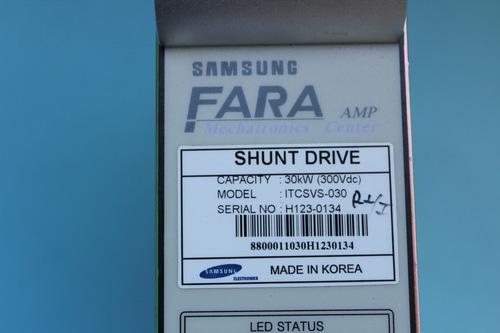 SAMSUNG
FARA AMP
Mechatronics Center
SHUNT DRIVE
CAPACITY : 30kW (300Vdc)
MODEL : ITCSVS-030
SERIAL NO : H123-0134
8800011030H1230134
SAMSUNG ELECTRONICS MADE IN KOREA
LED STATUS